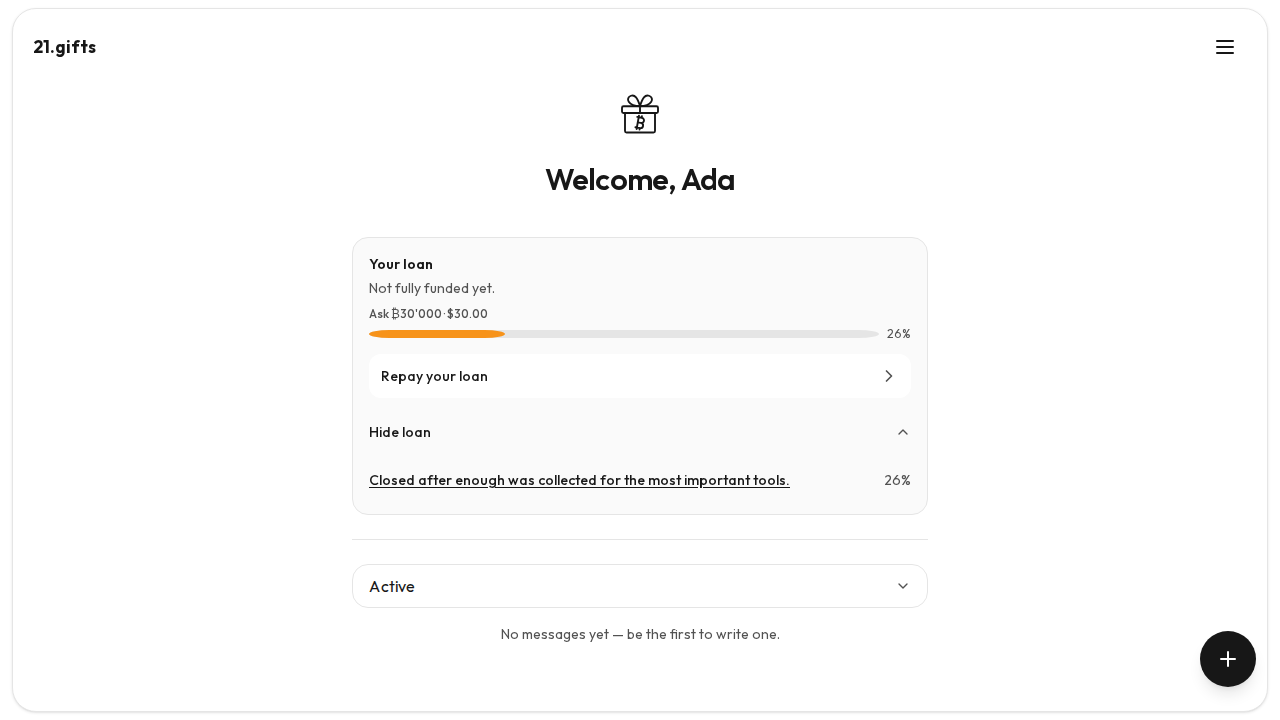 21.gifts
Welcome, Ada
Your loan
Not fully funded yet.
Ask ₿30'000 · $30.00
26%
Repay your loan
Hide loan
Closed after enough was collected for the most important tools.
26%
Active
No messages yet — be the first to write one.